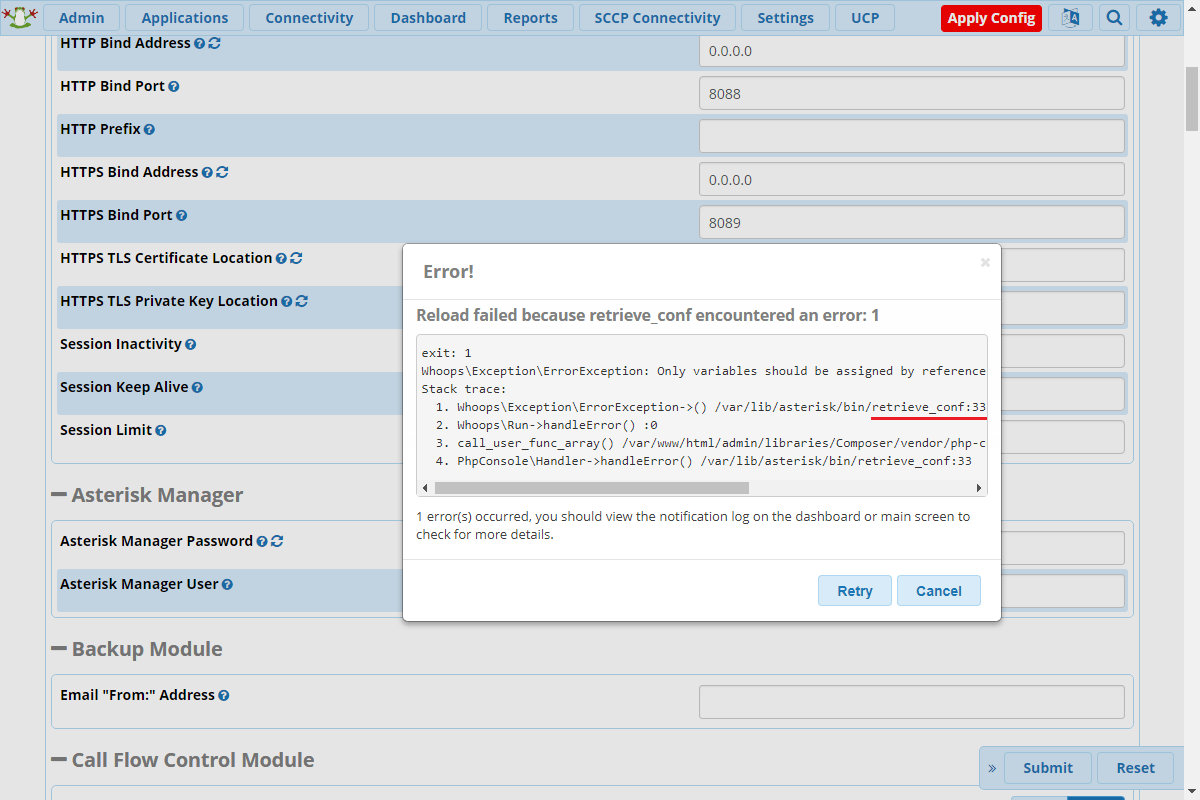 Admin Applications Connectivity Dashboard Reports SCCP Connectivity Settings UCP Apply Config
HTTP Bind Address
0.0.0.0
HTTP Bind Port
8088
HTTP Prefix
HTTPS Bind Address
0.0.0.0
HTTPS Bind Port
8089
HTTPS TLS Certificate Location
HTTPS TLS Private Key Location
Session Inactivity
Session Keep Alive
Session Limit
Asterisk Manager
Asterisk Manager Password
Asterisk Manager User
Backup Module
Email "From:" Address
Call Flow Control Module
Error!
×
Reload failed because retrieve_conf encountered an error: 1
exit: 1
Whoops\Exception\ErrorException: Only variables should be assigned by reference
Stack trace:
1. Whoops\Exception\ErrorException->() /var/lib/asterisk/bin/retrieve_conf:33
2. Whoops\Run->handleError() :0
3. call_user_func_array() /var/www/html/admin/libraries/Composer/vendor/php-c
4. PhpConsole\Handler->handleError() /var/lib/asterisk/bin/retrieve_conf:33
1 error(s) occurred, you should view the notification log on the dashboard or main screen to
check for more details.
Retry Cancel
» Submit Reset